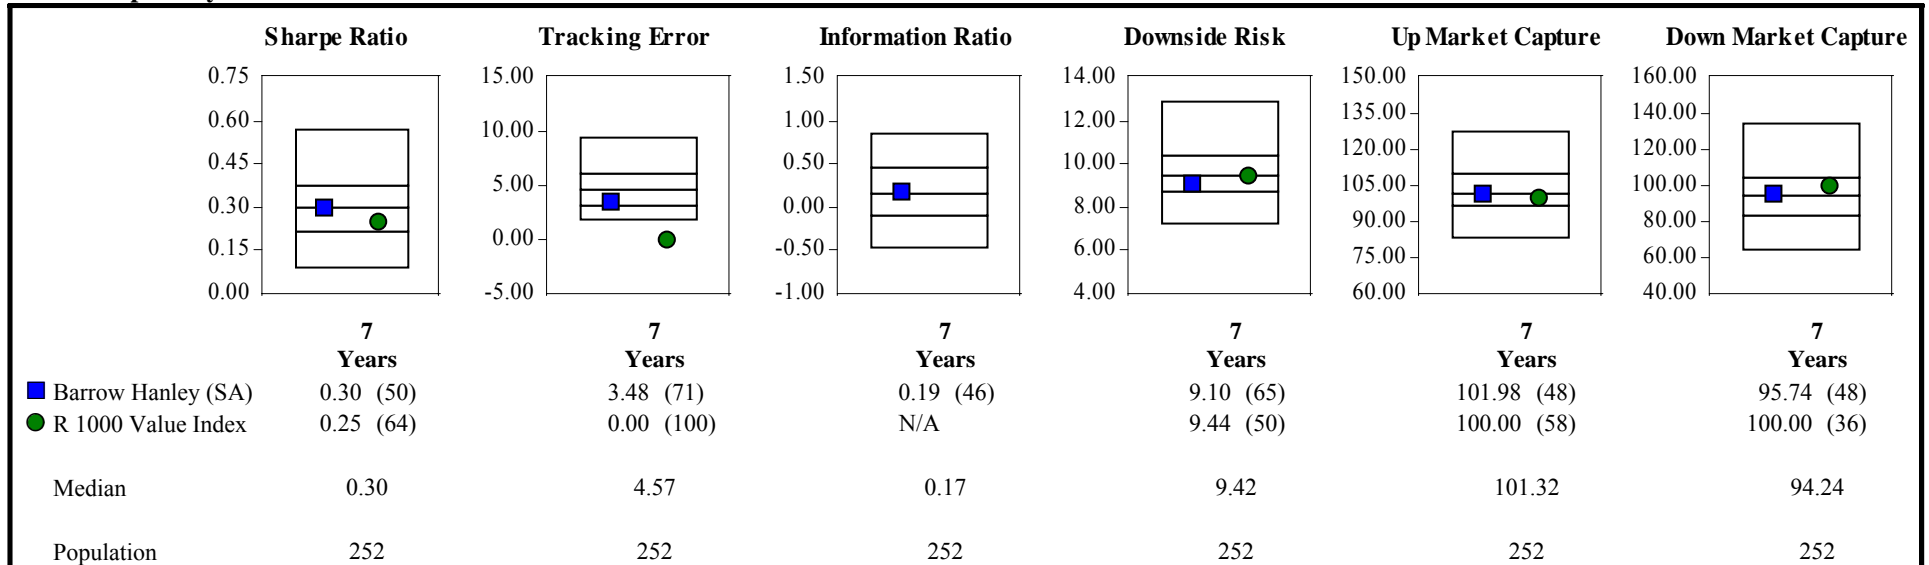 Sharpe Ratio Tracking Error Information Ratio Downside Risk Up Market Capture Down Market Capture
0.75 15.00 1.50 14.00 150.00 160.00
0.60 10.00 1.00 12.00 135.00 140.00
0.45 5.00 0.50 10.00 120.00 120.00
0.30 0.00 0.00 8.00 105.00 100.00
0.15 -5.00 -0.50 6.00 90.00 80.00
0.00 -1.00 4.00 75.00 60.00
60.00 40.00
7 7 7 7 7 7
Years Years Years Years Years Years
Barrow Hanley (SA) 0.30 (50) 3.48 (71) 0.19 (46) 9.10 (65) 101.98 (48) 95.74 (48)
R 1000 Value Index 0.25 (64) 0.00 (100) N/A 9.44 (50) 100.00 (58) 100.00 (36)
Median 0.30 4.57 0.17 9.42 101.32 94.24
Population 252 252 252 252 252 252